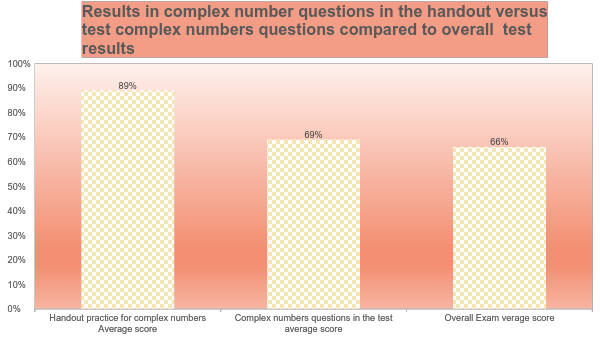 Results in complex number questions in the handout versus
test complex numbers questions compared to overall  test
results
100%
90%
80%
70%
60%
50%
40%
30%
20%
10%
0%
89%
69%
66%
Handout practice for complex numbers
Average score
Complex numbers questions in the test
average score
Overall Exam verage score